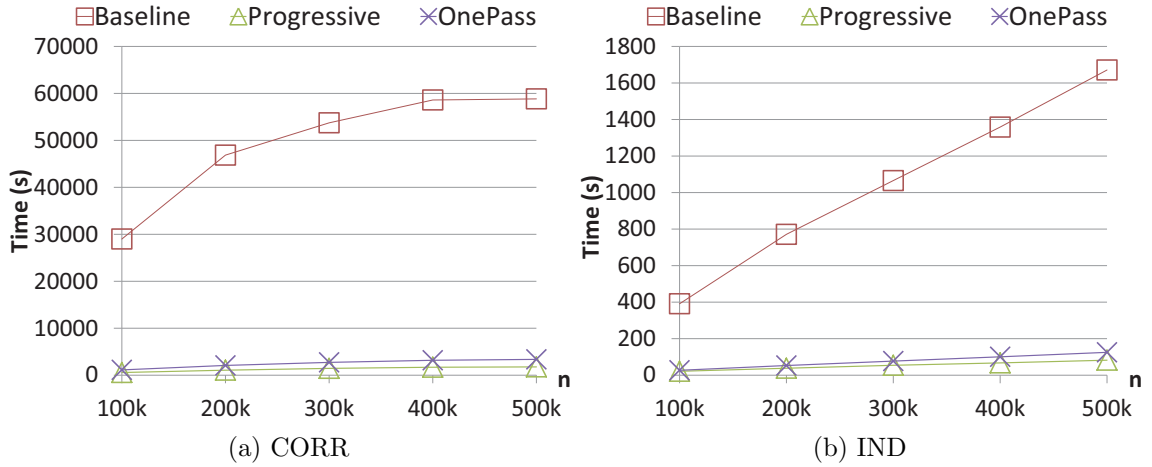 Baseline Progressive OnePass
70000
60000
50000
40000
30000
20000
10000
0
Time (s)
100k 200k 300k 400k 500k
n
(a) CORR
Baseline Progressive OnePass
1800
1600
1400
1200
1000
800
600
400
200
0
Time (s)
100k 200k 300k 400k 500k
n
(b) IND